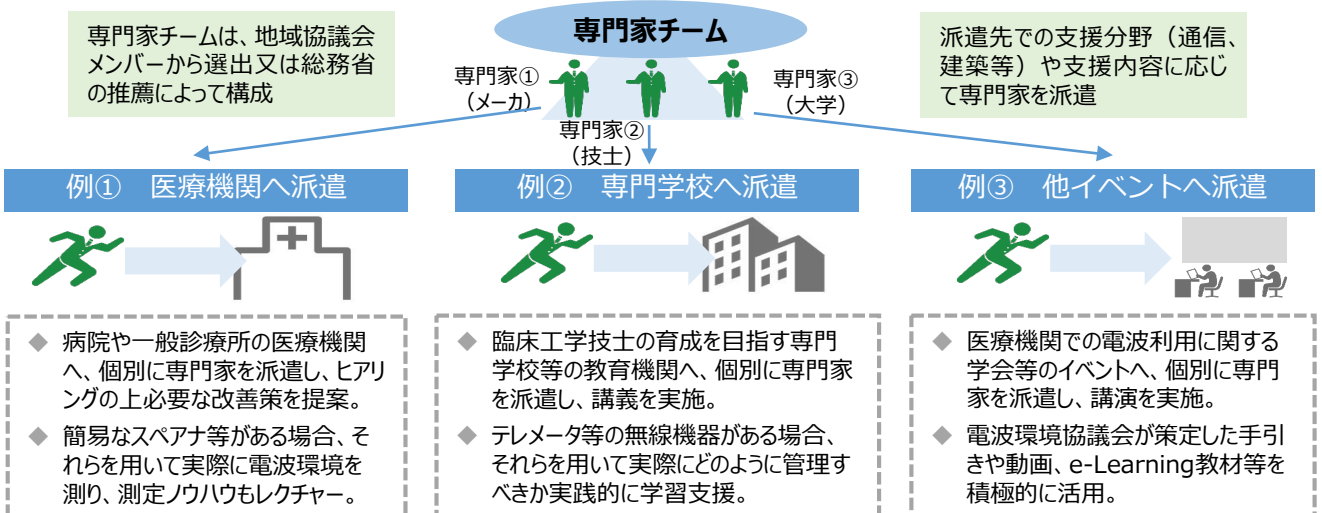 専門家チーム
専門家チームは、地域協議会
メンバーから選出又は総務省
の推薦によって構成
専門家①
（メーカ）
専門家②
（技士）
専門家③
（大学）
派遣先での支援分野（通信、
建築等）や支援内容に応じ
て専門家を派遣
例①　医療機関へ派遣
◆ 病院や一般診療所の医療機関
へ、個別に専門家を派遣し、ヒアリ
ングの上必要な改善策を提案。
◆ 簡易なスペアナ等がある場合、そ
れらを用いて実際に電波環境を
測り、測定ノウハウもレクチャー。
例②　専門学校へ派遣
◆ 臨床工学技士の育成を目指す専門
学校等の教育機関へ、個別に専門家
を派遣し、講義を実施。
◆ テレメータ等の無線機器がある場合、
それらを用いて実際にどのように管理す
べきか実践的に学習支援。
例③　他イベントへ派遣
◆ 医療機関での電波利用に関する
学会等のイベントへ、個別に専門
家を派遣し、講演を実施。
◆ 電波環境協議会が策定した手引
きや動画、e-Learning教材等を
積極的に活用。